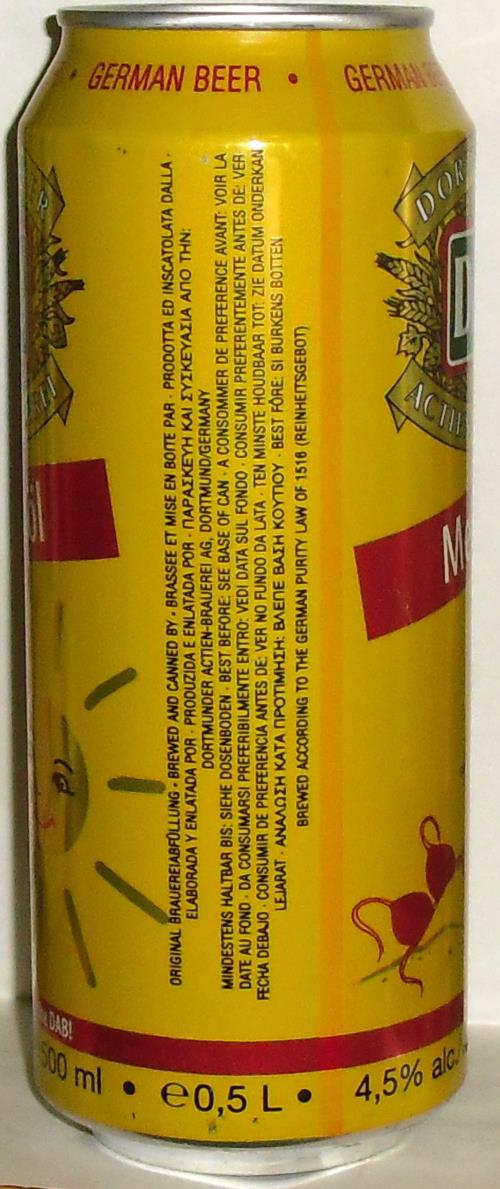 GERMAN BEER • GERMAN
DOR
D
ACTIE
ORIGINAL BRAUEREIABFÜLLUNG · BREWED AND CANNED BY · BRASSEE ET MISE EN BOITE PAR · PRODOTTA ED INSCATOLATA DALLA ·
ELABORADA Y ENLATADA POR · PRODUZIDA E ENLATADA POR · ΠΑΡΑΣΚΕΥΗ ΚΑΙ ΣΥΣΚΕΥΑΣΙΑ ΑΠΟ ΤΗΝ:
DORTMUNDER ACTIEN-BRAUEREI AG, DORTMUND/GERMANY
MINDESTENS HALTBAR BIS: SIEHE DOSENBODEN · BEST BEFORE: SEE BASE OF CAN · A CONSOMMER DE PREFERENCE AVANT: VOIR LA
DATE AU FOND · DA CONSUMARSI PREFERIBILMENTE ENTRO: VEDI DATA SUL FONDO · CONSUMIR PREFERENTEMENTE ANTES DE: VER
FECHA DEBAJO · CONSUMIR DE PREFERENCIA ANTES DE: VER NO FUNDO DA LATA · TEN MINSTE HOUDBAAR TOT: ZIE DATUM ONDERKAN
LEJARAT · ΑΝΑΛΩΣΗ ΚΑΤΑ ΠΡΟΤΙΜΗΣΗ: ΒΛΕΠΕ ΒΑΣΗ ΚΟΥΤΙΟΥ · BEST FÖRE: SI BURKENS BOTTEN
BREWED ACCORDING TO THE GERMAN PURITY LAW OF 1516 (REINHEITSGEBOT)
DAB!
500 ml • e0,5 L • 4,5% alc.